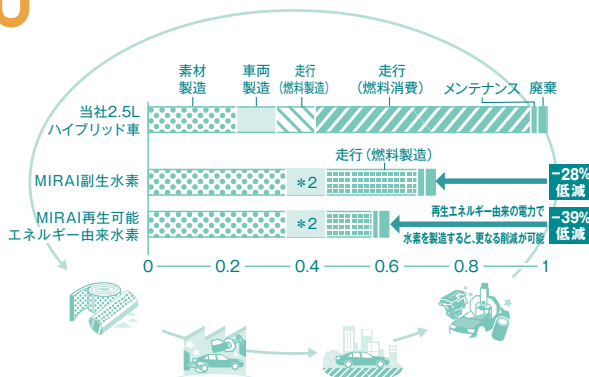 素材
製造
車両
製造
走行
(燃料製造)
走行
(燃料消費)
メンテナンス
廃棄
当社2.5L
ハイブリッド車
走行(燃料製造)
MIRAI副生水素
*2
-28%
低減
MIRAI再生可能
エネルギー由来水素
*2
再生エネルギー由来の電力で
水素を製造すると、更なる削減が可能
-39%
低減
0 0.2 0.4 0.6 0.8 1